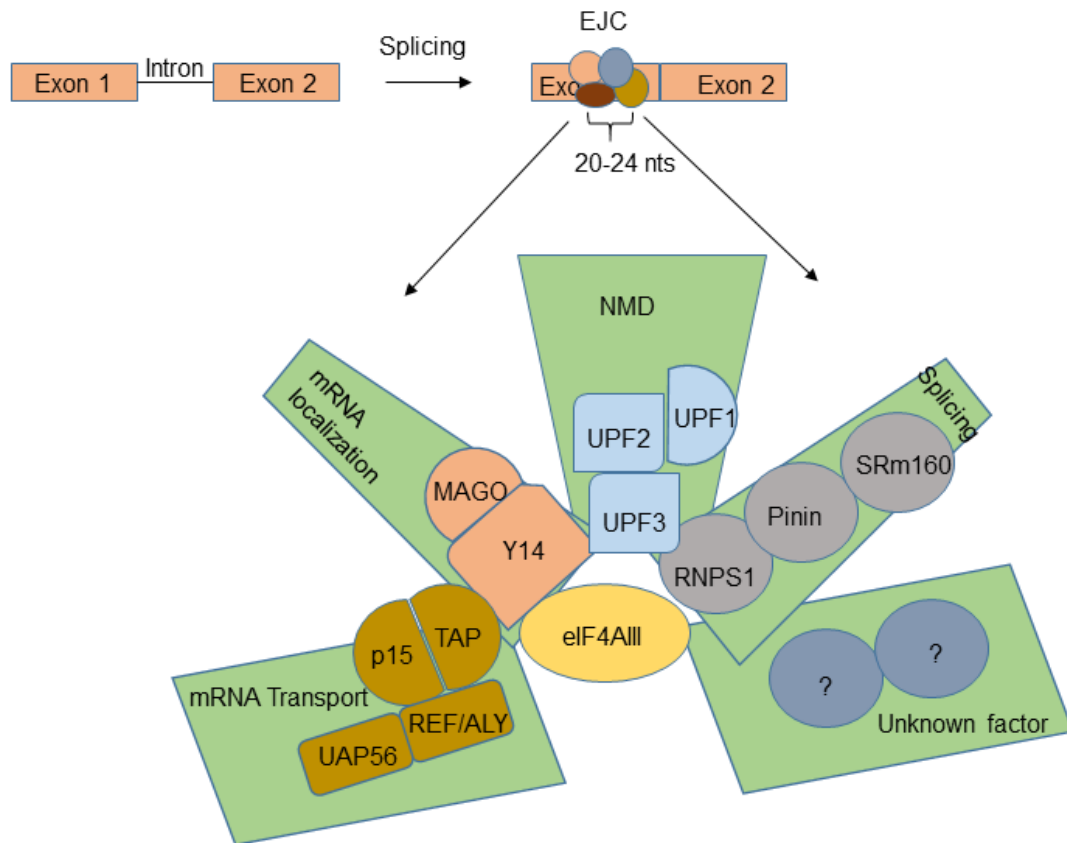 EJC
Splicing
Exon 1
Intron
Exon 2
Exo
Exon 2
20-24 nts
NMD
mRNA
localization
Splicing
UPF1
UPF2
SRm160
MAGO
Pinin
UPF3
Y14
RNPS1
TAP
eIF4AIII
p15
?
?
mRNA Transport
REF/ALY
Unknown factor
UAP56